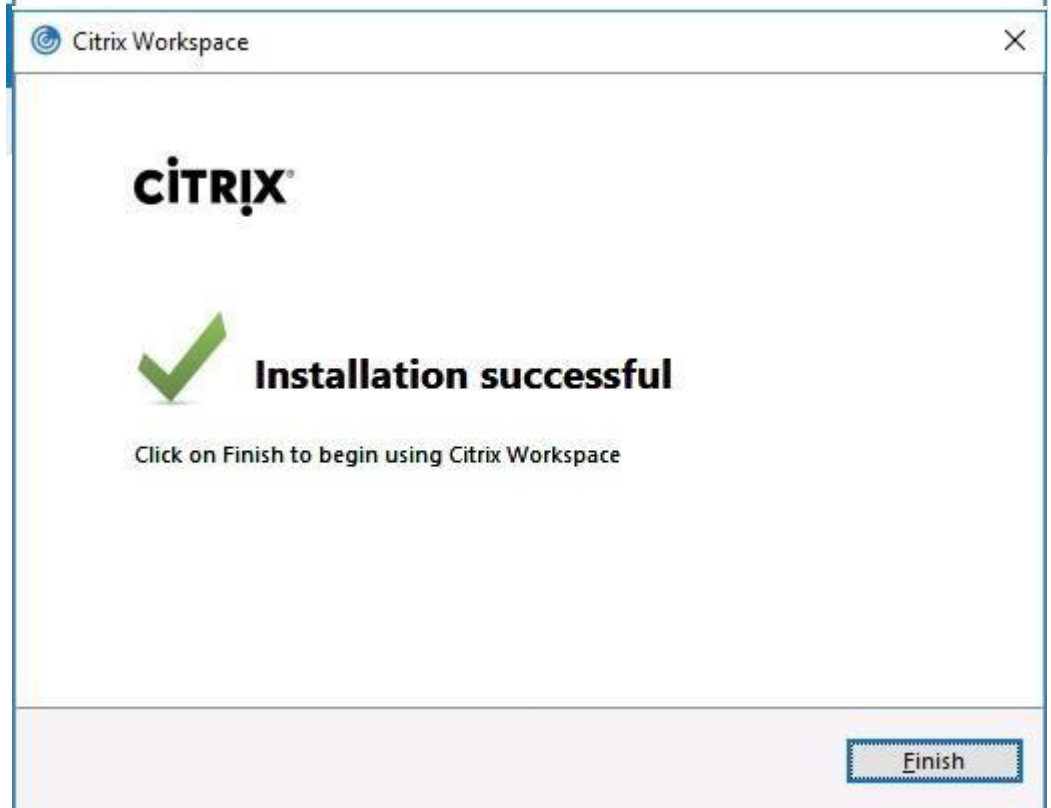 Citrix Workspace
CITRIX®
Installation successful
Click on Finish to begin using Citrix Workspace
Finish